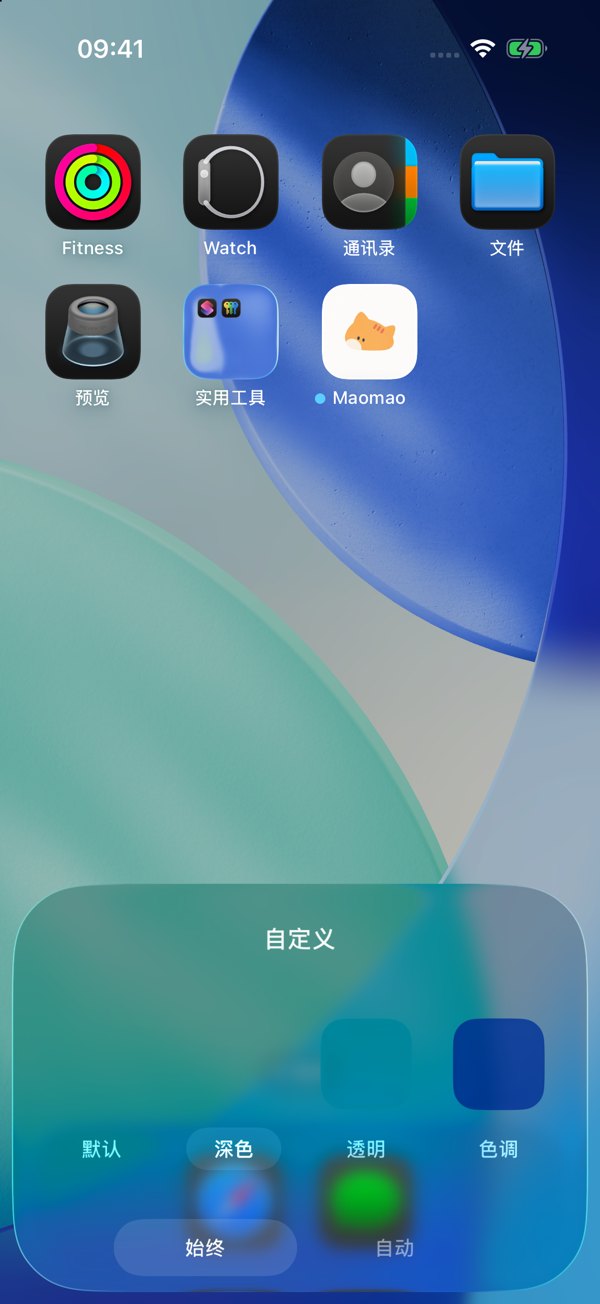 09:41
Fitness
Watch
通讯录
文件
预览
实用工具
Maomao
自定义
默认
深色
透明
色调
始终
自动